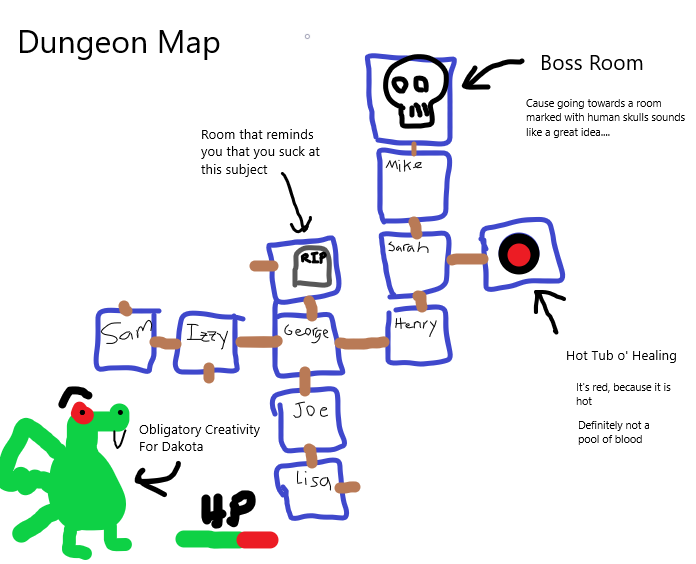 Dungeon Map
Boss Room
Cause going towards a room
marked with human skulls sounds
like a great idea....
Room that reminds
you that you suck at
this subject
Mike
RIP
Sarah
Sam
Izzy
George
Henry
Hot Tub o' Healing
It's red, because it is
hot
Definitely not a
pool of blood
Joe
Obligatory Creativity
For Dakota
Lisa
HP